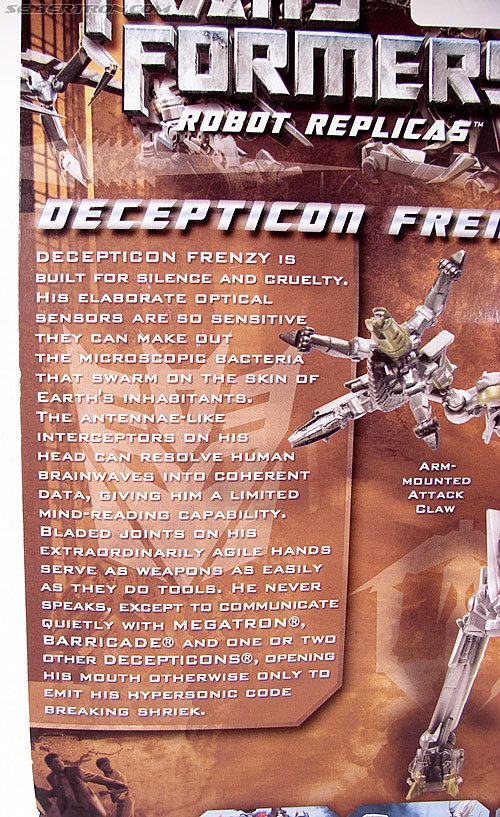 SEIBERTRON.COM
FORMERS
ROBOT REPLICAS™
DECEPTICON FREN
DECEPTICON FRENZY IS
BUILT FOR SILENCE AND CRUELTY.
HIS ELABORATE OPTICAL
SENSORS ARE SO SENSITIVE
THEY CAN MAKE OUT
THE MICROSCOPIC BACTERIA
THAT SWARM ON THE SKIN OF
EARTH'S INHABITANTS.
THE ANTENNAE-LIKE
INTERCEPTORS ON HIS
HEAD CAN RESOLVE HUMAN
BRAINWAVES INTO COHERENT
DATA, GIVING HIM A LIMITED
MIND-READING CAPABILITY.
BLADED JOINTS ON HIS
EXTRAORDINARILY AGILE HANDS
SERVE AS WEAPONS AS EASILY
AS THEY DO TOOLS. HE NEVER
SPEAKS, EXCEPT TO COMMUNICATE
QUIETLY WITH MEGATRON®,
BARRICADE® AND ONE OR TWO
OTHER DECEPTICONS®, OPENING
HIS MOUTH OTHERWISE ONLY TO
EMIT HIS HYPERSONIC CODE
BREAKING SHRIEK.
ARM-
MOUNTED
ATTACK
CLAW